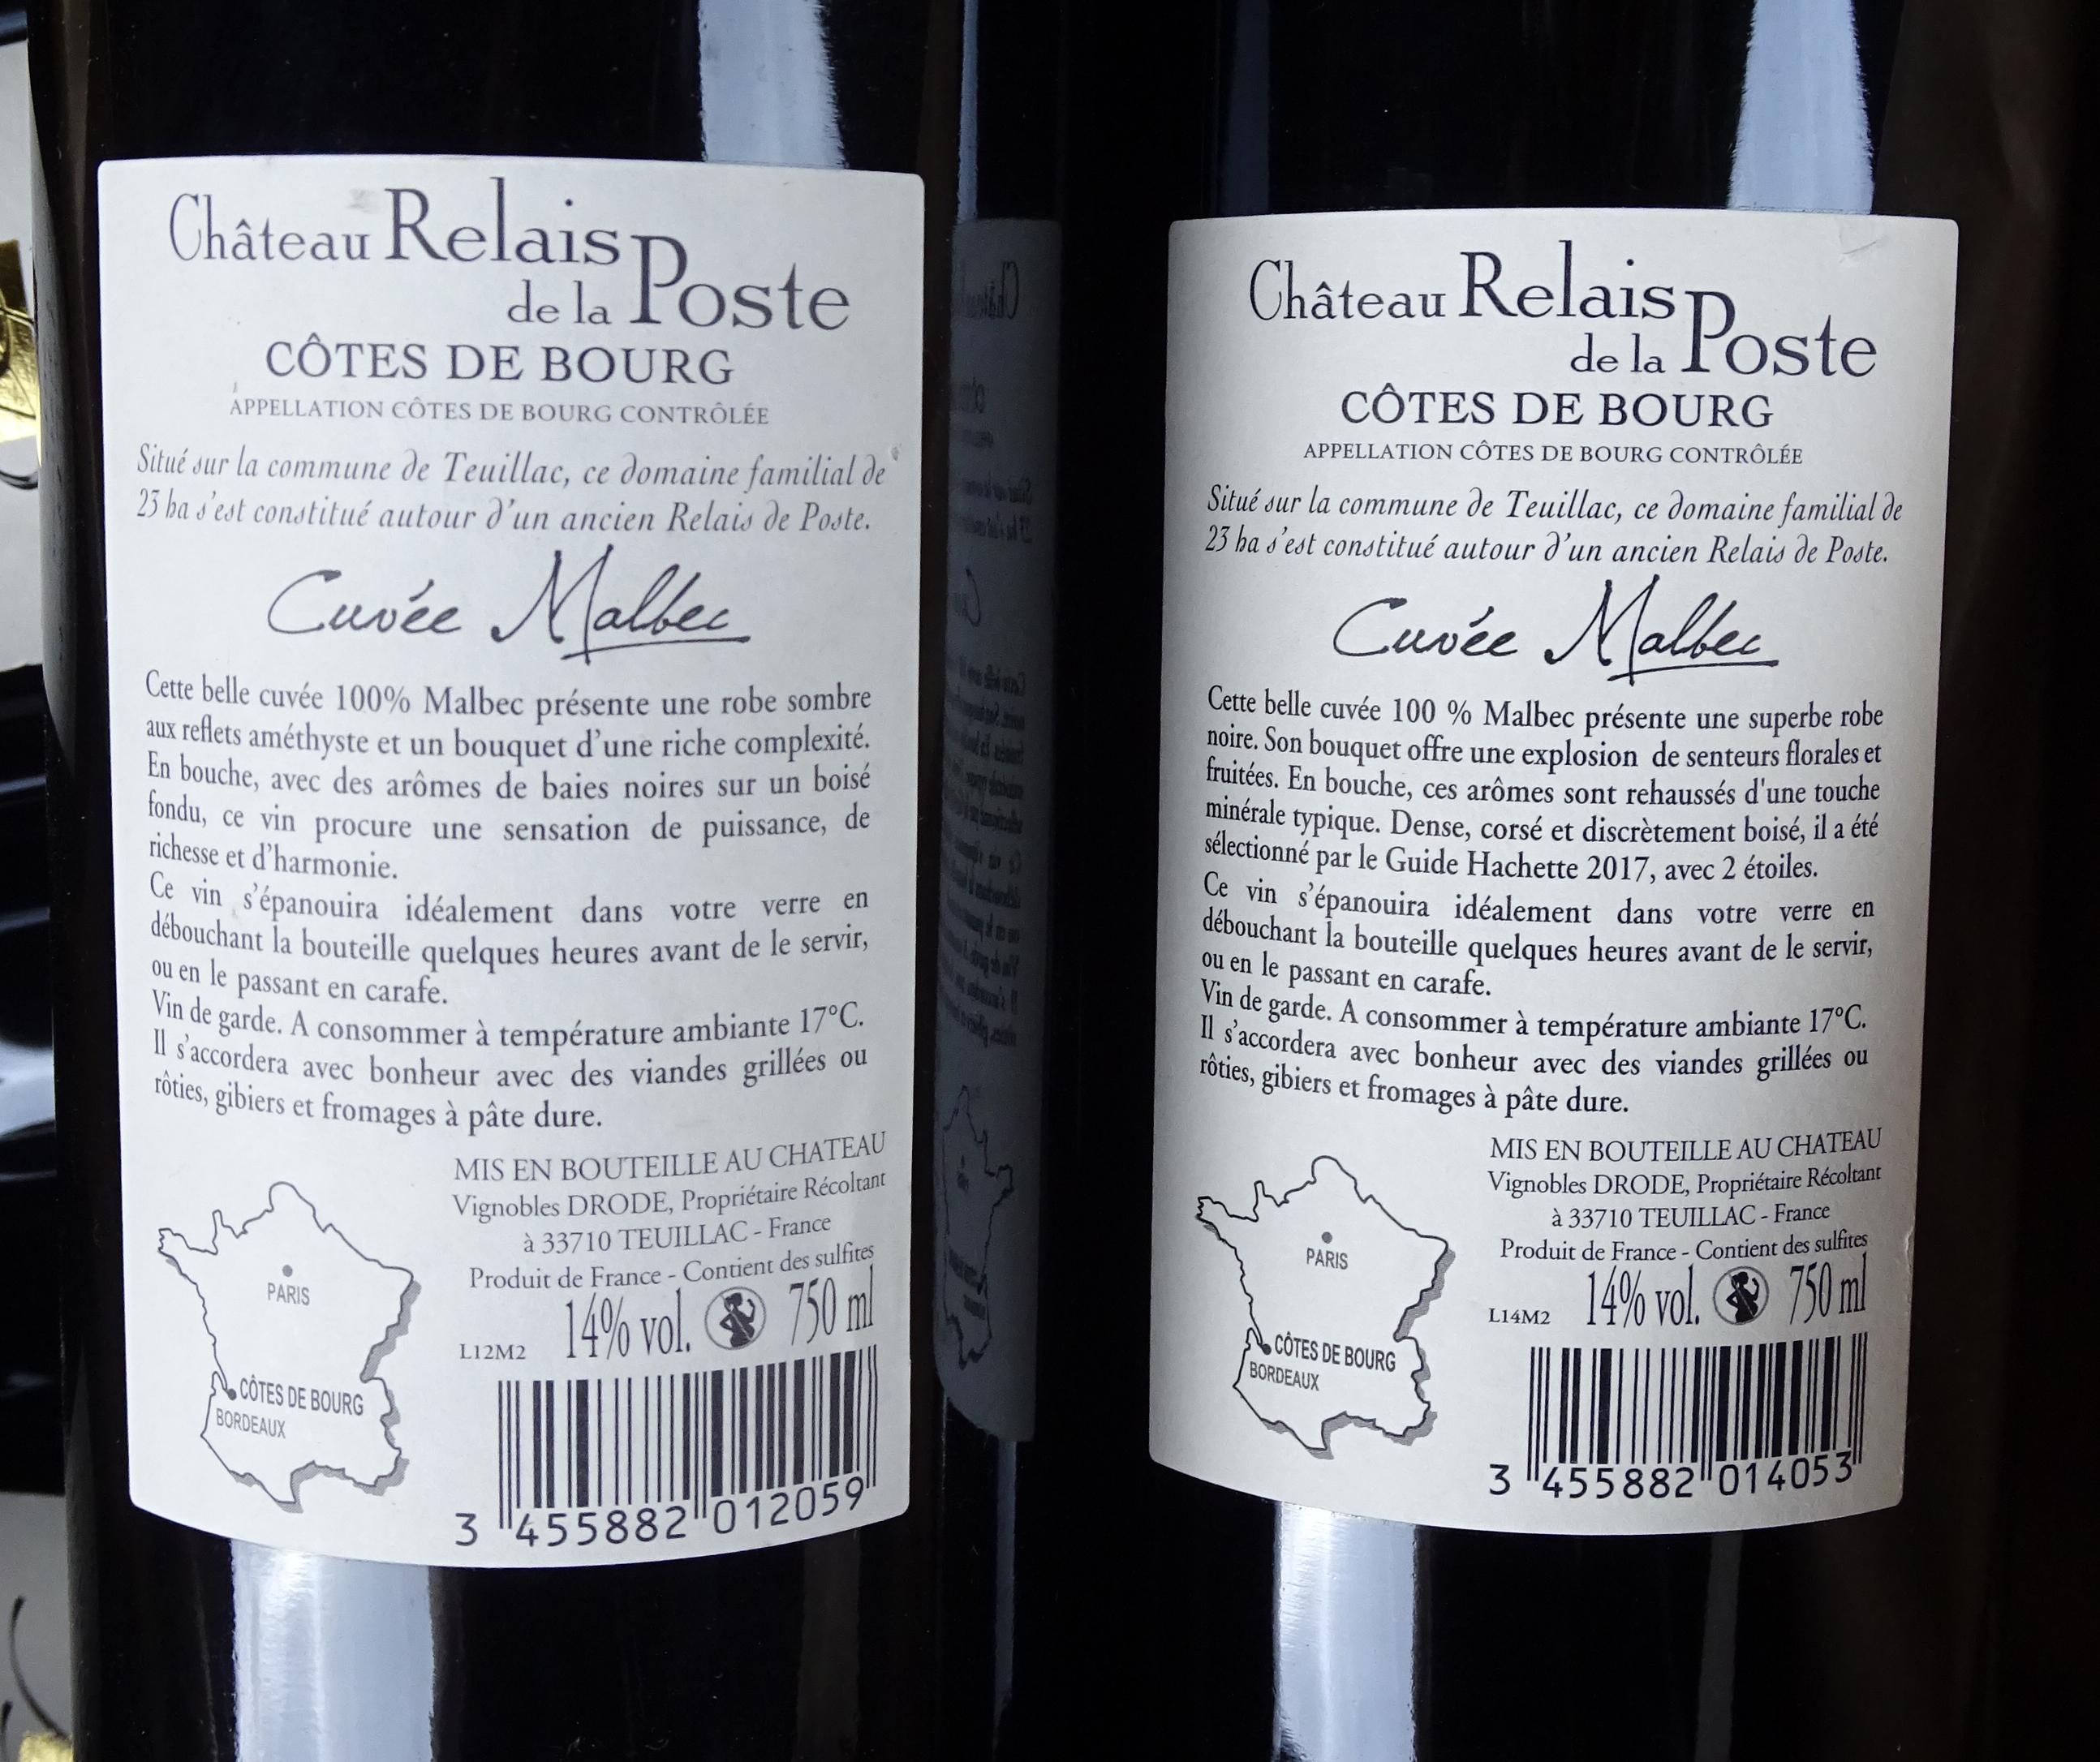 Château Relais
de la Poste
CÔTES DE BOURG
APPELLATION CÔTES DE BOURG CONTRÔLÉE
Situé sur la commune de Teuillac, ce domaine familial de
23 ha s'est constitué autour d'un ancien Relais de Poste.
Cuvée Malbec
Cette belle cuvée 100% Malbec présente une robe sombre
aux reflets améthyste et un bouquet d'une riche complexité.
En bouche, avec des arômes de baies noires sur un boisé
fondu, ce vin procure une sensation de puissance, de
richesse et d'harmonie.
Ce vin s'épanouira idéalement dans votre verre en
débouchant la bouteille quelques heures avant de le servir,
ou en le passant en carafe.
Vin de garde. A consommer à température ambiante 17°C.
Il s'accordera avec bonheur avec des viandes grillées ou
rôties, gibiers et fromages à pâte dure.
MIS EN BOUTEILLE AU CHATEAU
Vignobles DRODE, Propriétaire Récoltant
à 33710 TEUILLAC - France
Produit de France - Contient des sulfites
L12M2 14% vol. 750 ml
PARIS
CÔTES DE BOURG
BORDEAUX
3 455882 012059
Château Relais
de la Poste
CÔTES DE BOURG
APPELLATION CÔTES DE BOURG CONTRÔLÉE
Situé sur la commune de Teuillac, ce domaine familial de
23 ha s'est constitué autour d'un ancien Relais de Poste.
Cuvée Malbec
Cette belle cuvée 100 % Malbec présente une superbe robe
noire. Son bouquet offre une explosion de senteurs florales et
fruitées. En bouche, ces arômes sont rehaussés d'une touche
minérale typique. Dense, corsé et discrètement boisé, il a été
sélectionné par le Guide Hachette 2017, avec 2 étoiles.
Ce vin s'épanouira idéalement dans votre verre en
débouchant la bouteille quelques heures avant de le servir,
ou en le passant en carafe.
Vin de garde. A consommer à température ambiante 17°C.
Il s'accordera avec bonheur avec des viandes grillées ou
rôties, gibiers et fromages à pâte dure.
MIS EN BOUTEILLE AU CHATEAU
Vignobles DRODE, Propriétaire Récoltant
à 33710 TEUILLAC - France
Produit de France - Contient des sulfites
L14M2 14% vol. 750 ml
PARIS
CÔTES DE BOURG
BORDEAUX
3 455882 014053